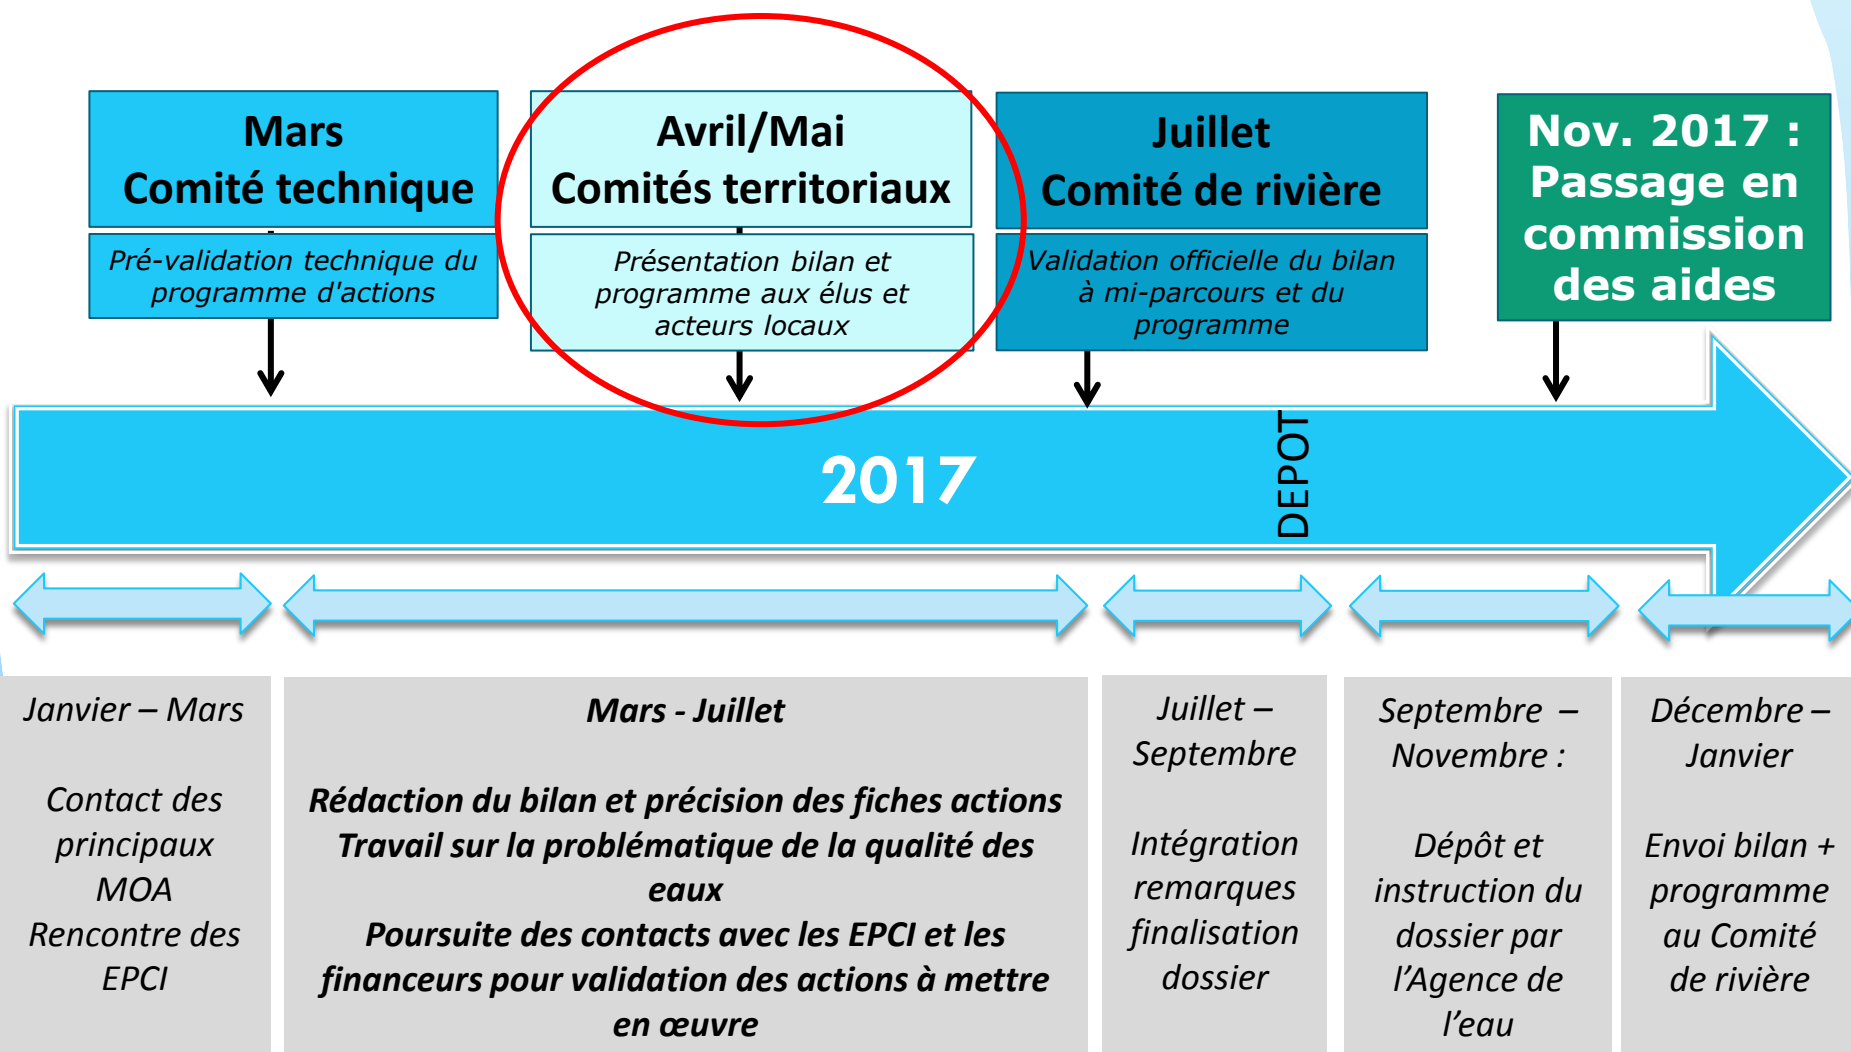 Mars
Comité technique
Pré-validation technique du
programme d'actions
Avril/Mai
Comités territoriaux
Présentation bilan et
programme aux élus et
acteurs locaux
Juillet
Comité de rivière
Validation officielle du bilan
à mi-parcours et du
programme
Nov. 2017 :
Passage en
commission
des aides
2017
DEPOT
Janvier – Mars
Contact des
principaux
MOA
Rencontre des
EPCI
Mars - Juillet
Rédaction du bilan et précision des fiches actions
Travail sur la problématique de la qualité des
eaux
Poursuite des contacts avec les EPCI et les
financeurs pour validation des actions à mettre
en œuvre
Juillet –
Septembre
Intégration
remarques
finalisation
dossier
Septembre –
Novembre :
Dépôt et
instruction du
dossier par
l’Agence de
l’eau
Décembre –
Janvier
Envoi bilan +
programme
au Comité
de rivière